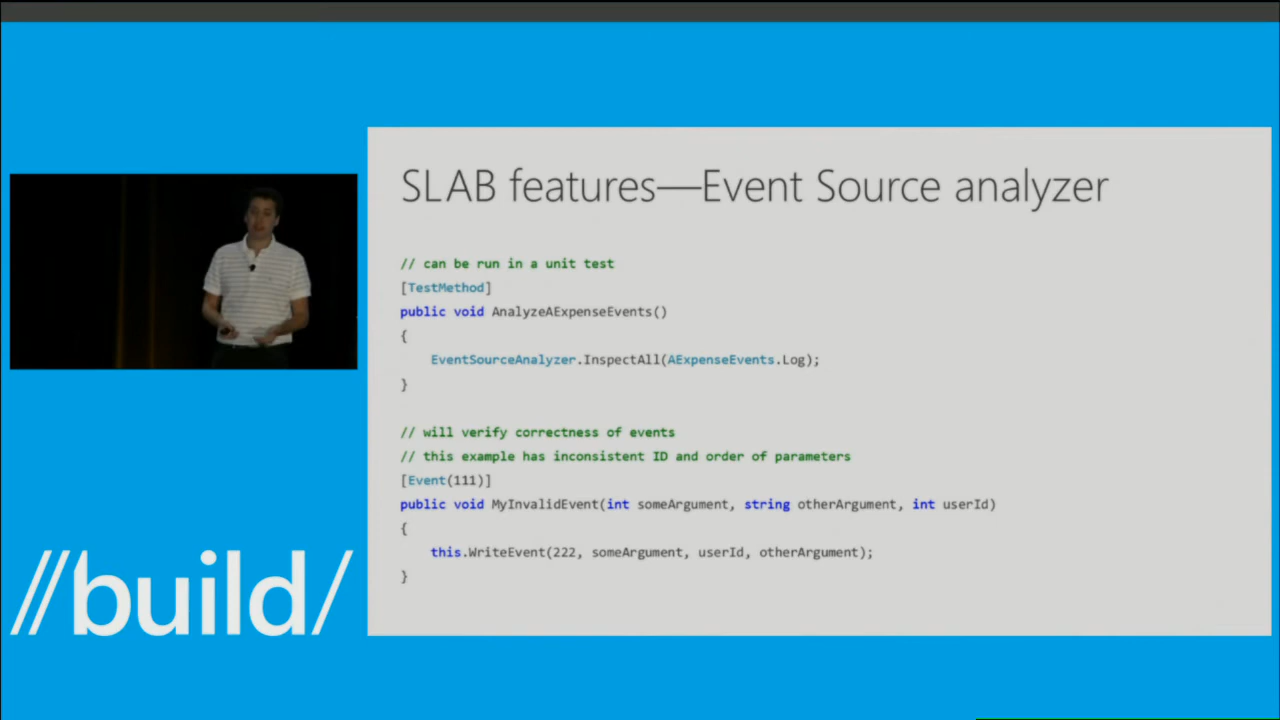 SLAB features—Event Source analyzer
// can be run in a unit test
[TestMethod]
public void AnalyzeAExpenseEvents()
{
EventSourceAnalyzer.InspectAll(AExpenseEvents.Log);
}
// will verify correctness of events
// this example has inconsistent ID and order of parameters
[Event(111)]
public void MyInvalidEvent(int someArgument, string otherArgument, int userId)
{
this.WriteEvent(222, someArgument, userId, otherArgument);
}
//build/